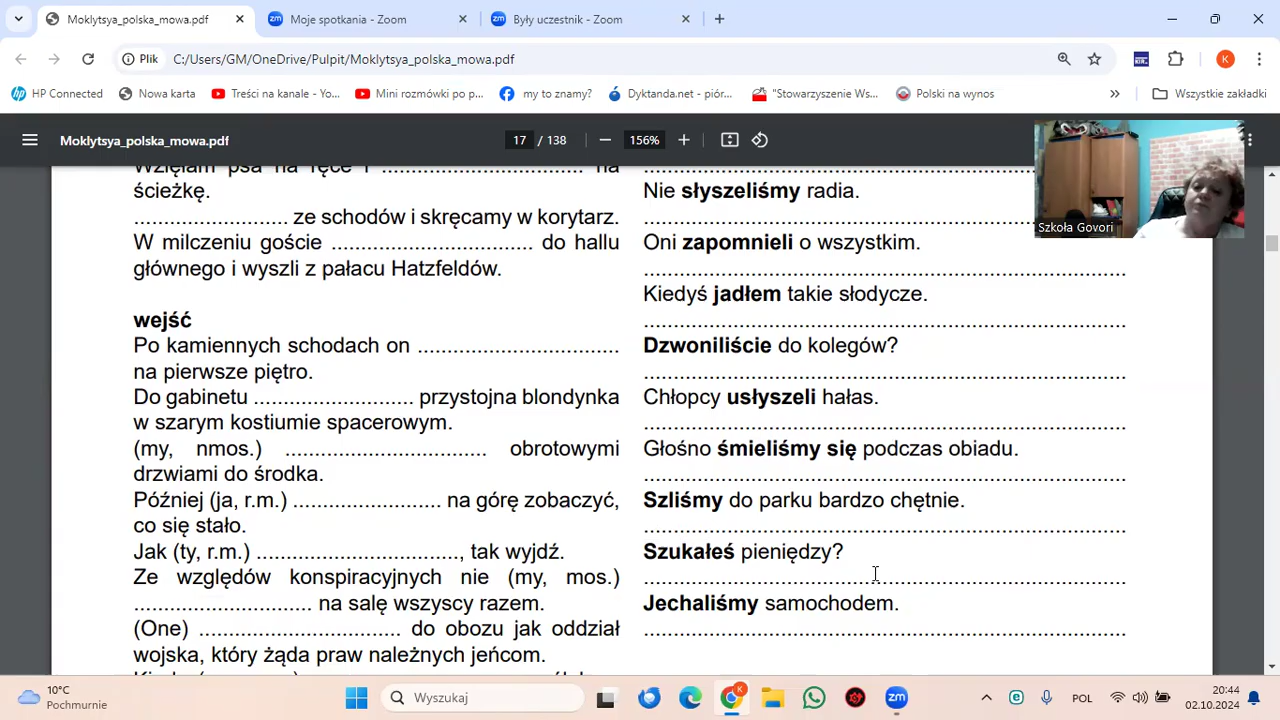 Moklytsya_polska_mowa.pdf
Moje spotkania - Zoom
Były uczestnik - Zoom
Plik
C:/Users/GM/OneDrive/Pulpit/Moklytsya_polska_mowa.pdf
K
HP Connected
Nowa karta
Treści na kanale - Yo...
Mini rozmówki po p...
my to znamy?
Dyktanda.net - piór...
"Stowarzyszenie Ws...
Polski na wynos
Wszystkie zakładki
Moklytsya_polska_mowa.pdf
17 / 138
156%
Szkoła Govori
Wzięłam psa na ręce i ............................ na
ścieżkę.
.......................... ze schodów i skręcamy w korytarz.
W milczeniu goście .................................. do hallu
głównego i wyszli z pałacu Hatzfeldów.
wejść
Po kamiennych schodach on ..................................
na pierwsze piętro.
Do gabinetu ........................... przystojna blondynka
w szarym kostiumie spacerowym.
(my, nmos.) .................................. obrotowymi
drzwiami do środka.
Później (ja, r.m.) ......................... na górę zobaczyć,
co się stało.
Jak (ty, r.m.) .................................., tak wyjdź.
Ze względów konspiracyjnych nie (my, mos.)
.............................. na salę wszyscy razem.
(One) .................................. do obozu jak oddział
wojska, który żąda praw należnych jeńcom.
Nie słyszeliśmy radia.
................................................................................
Oni zapomnieli o wszystkim.
................................................................................
Kiedyś jadłem takie słodycze.
................................................................................
Dzwoniliście do kolegów?
................................................................................
Chłopcy usłyszeli hałas.
................................................................................
Głośno śmieliśmy się podczas obiadu.
................................................................................
Szliśmy do parku bardzo chętnie.
................................................................................
Szukałeś pieniędzy?
................................................................................
Jechaliśmy samochodem.
................................................................................
10°C
Pochmurnie
Wyszukaj
POL
20:44
02.10.2024